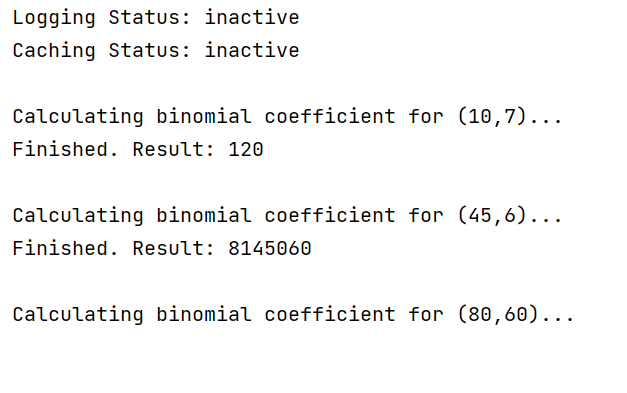 Logging Status: inactive
Caching Status: inactive
Calculating binomial coefficient for (10,7)...
Finished. Result: 120
Calculating binomial coefficient for (45,6)...
Finished. Result: 8145060
Calculating binomial coefficient for (80,60)...